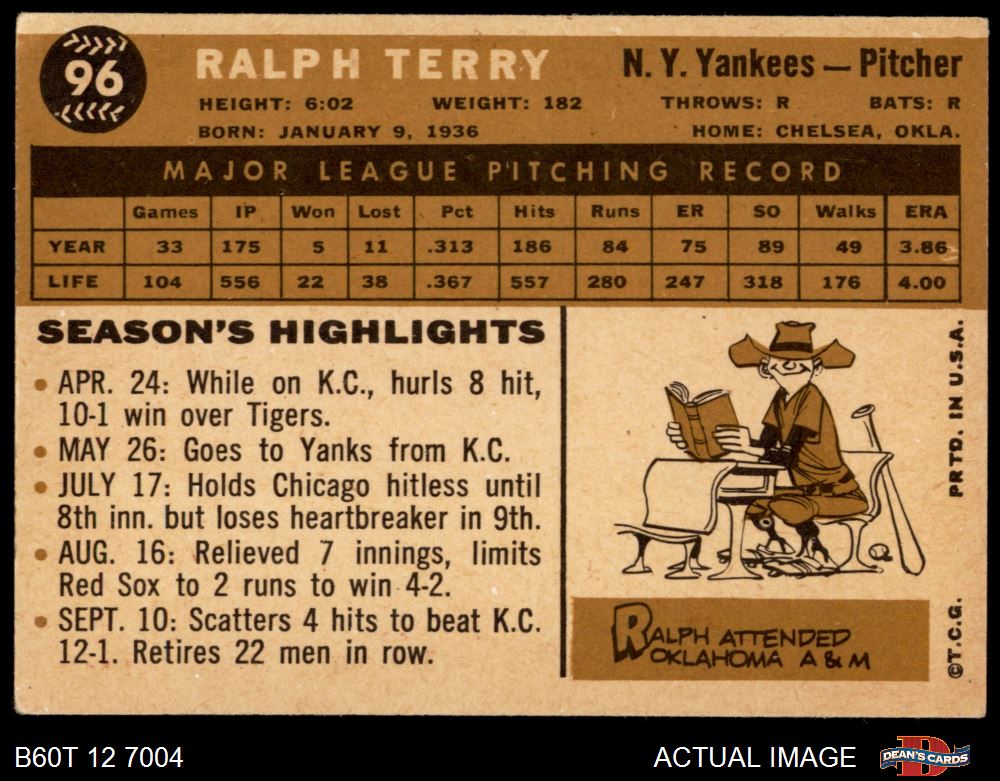 96
RALPH TERRY
N. Y. Yankees — Pitcher
HEIGHT: 6:02 WEIGHT: 182 THROWS: R BATS: R
BORN: JANUARY 9, 1936 HOME: CHELSEA, OKLA.
MAJOR LEAGUE PITCHING RECORD
Games IP Won Lost Pct Hits Runs ER SO Walks ERA
YEAR 33 175 5 11 .313 186 84 75 89 49 3.86
LIFE 104 556 22 38 .367 557 280 247 318 176 4.00
SEASON'S HIGHLIGHTS
• APR. 24: While on K.C., hurls 8 hit,
10-1 win over Tigers.
• MAY 26: Goes to Yanks from K.C.
• JULY 17: Holds Chicago hitless until
8th inn. but loses heartbreaker in 9th.
• AUG. 16: Relieved 7 innings, limits
Red Sox to 2 runs to win 4-2.
• SEPT. 10: Scatters 4 hits to beat K.C.
12-1. Retires 22 men in row.
RALPH ATTENDED
OKLAHOMA A & M
©T.C.G. PRTD. IN U.S.A.
B60T 12 7004
ACTUAL IMAGE
DEAN'S CARDS